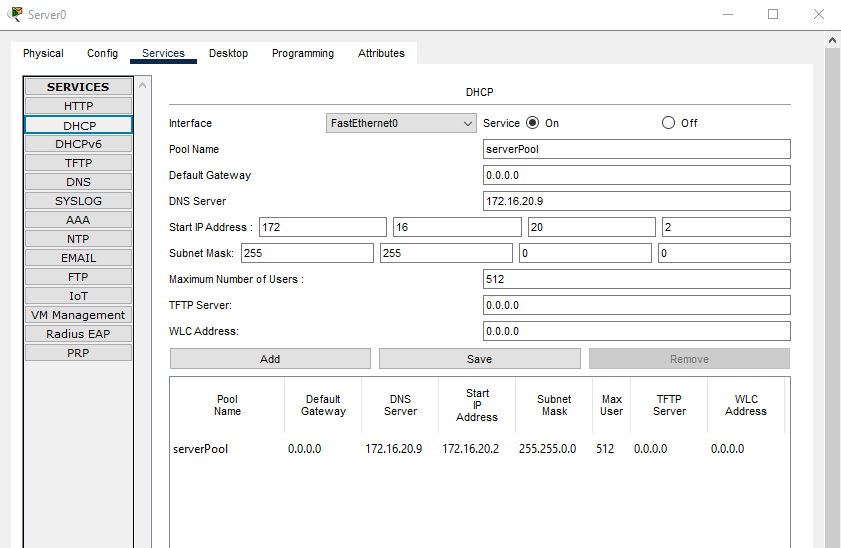 Server0
Physical Config Services Desktop Programming Attributes
SERVICES
HTTP
DHCP
DHCPv6
TFTP
DNS
SYSLOG
AAA
NTP
EMAIL
FTP
IoT
VM Management
Radius EAP
PRP
DHCP
Interface FastEthernet0 Service On Off
Pool Name serverPool
Default Gateway 0.0.0.0
DNS Server 172.16.20.9
Start IP Address : 172 16 20 2
Subnet Mask: 255 255 0 0
Maximum Number of Users : 512
TFTP Server: 0.0.0.0
WLC Address: 0.0.0.0
Add Save Remove
Pool Name Default Gateway DNS Server Start IP Address Subnet Mask Max User TFTP Server WLC Address
serverPool 0.0.0.0 172.16.20.9 172.16.20.2 255.255.0.0 512 0.0.0.0 0.0.0.0